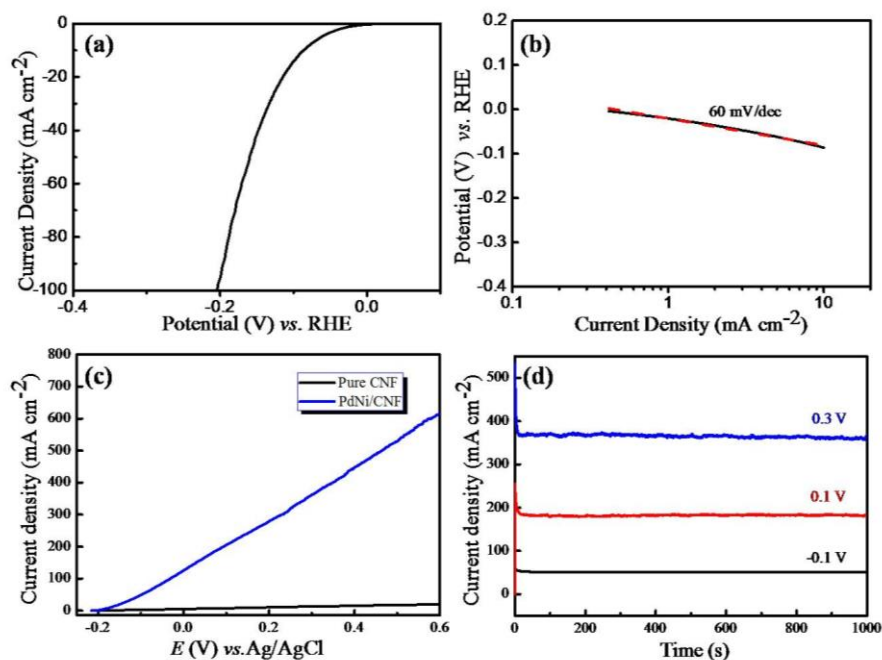 (a)
0
-20
-40
-60
-80
-100
Current Density (mA cm-2)
-0.4
-0.2
0.0
Potential (V) vs. RHE
(b)
0.2
0.1
0.0
-0.1
-0.2
-0.3
-0.4
Potential (V) vs. RHE
60 mV/dec
0.1
1
10
Current Density (mA cm-2)
(c)
800
700
600
500
400
300
200
100
0
Current density (mA cm-2)
Pure CNF
PdNi/CNF
-0.2
0.0
0.2
0.4
0.6
E (V) vs.Ag/AgCl
(d)
500
400
300
200
100
0
Current density (mA cm-2)
0.3 V
0.1 V
-0.1 V
0
200
400
600
800
1000
Time (s)